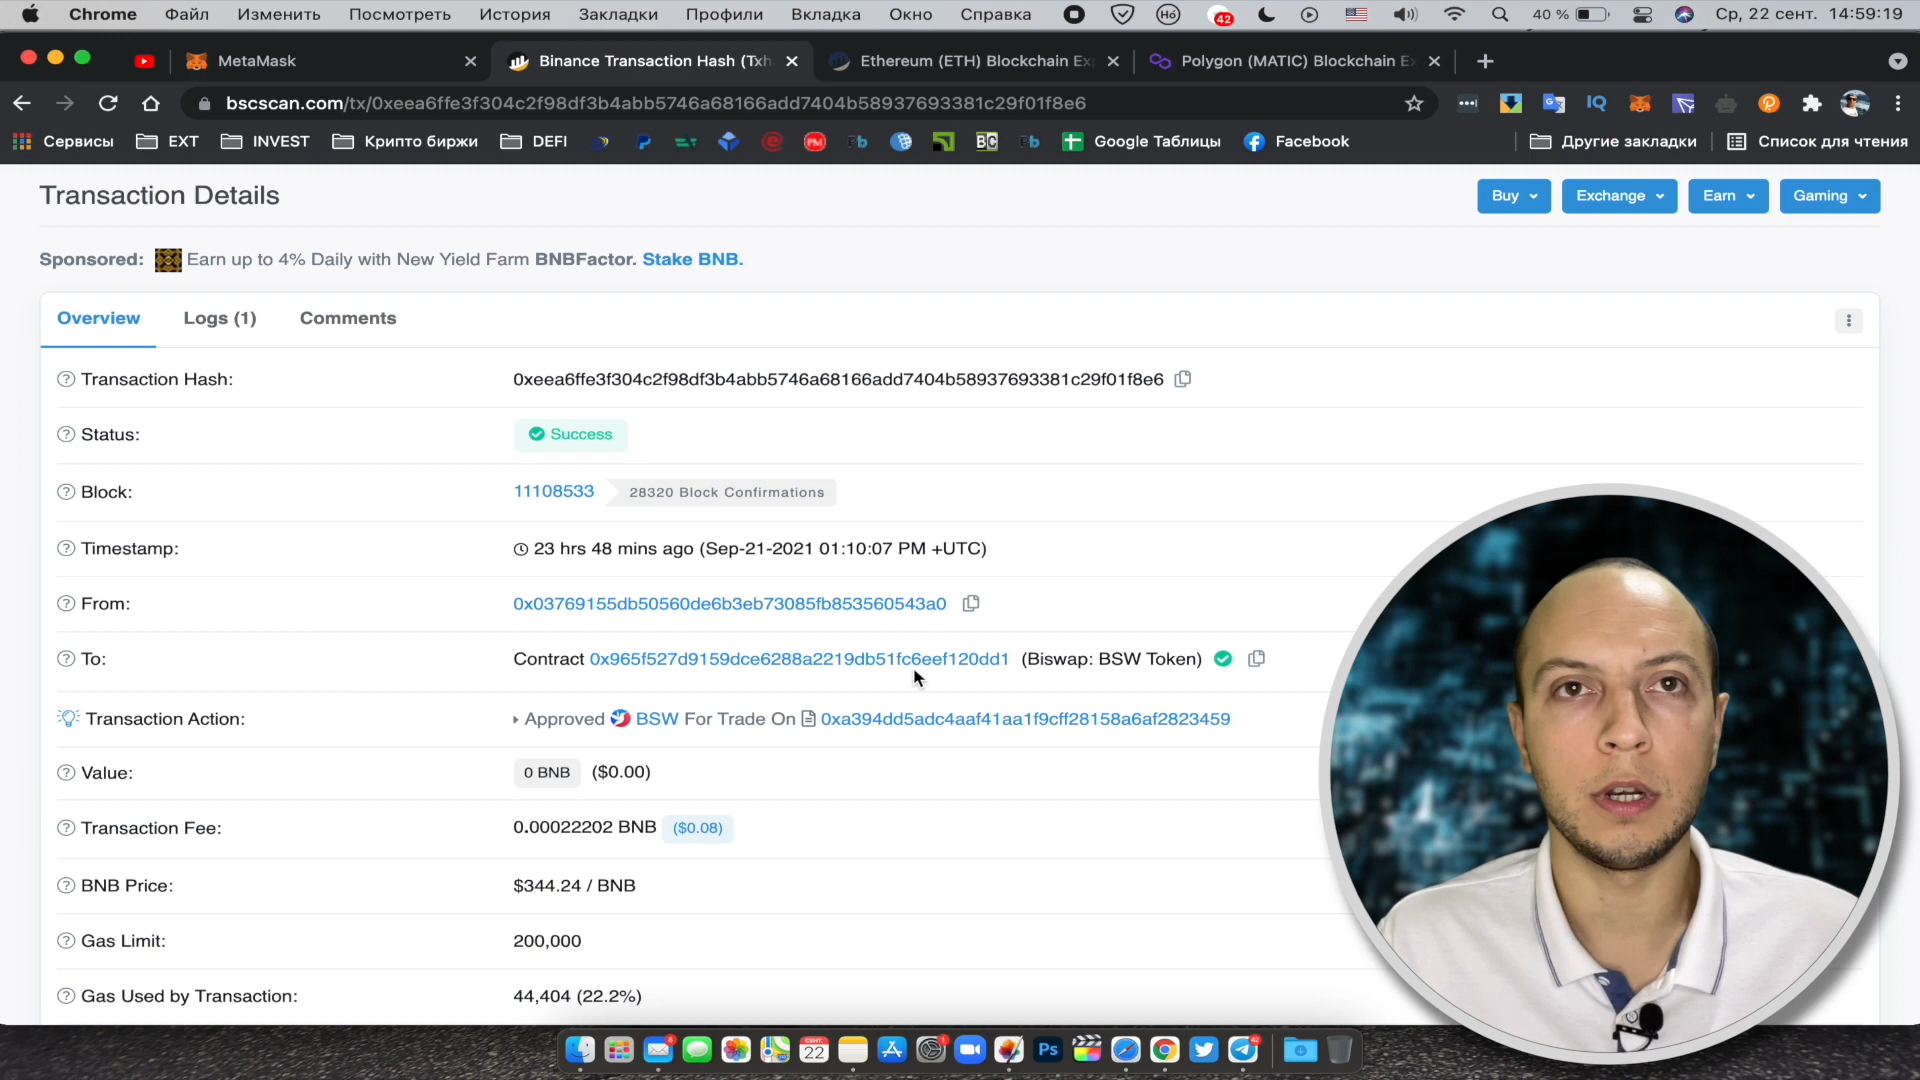 Chrome Файл Изменить Посмотреть История Закладки Профили Вкладка Окно Справка 42 40 % Ср, 22 сент. 14:59:19
MetaMask Binance Transaction Hash (Txh Ethereum (ETH) Blockchain Ex Polygon (MATIC) Blockchain E
bscscan.com/tx/0xeea6ffe3f304c2f98df3b4abb5746a68166add7404b58937693381c29f01f8e6
Сервисы EXT INVEST Крипто биржи DEFI Google Таблицы Facebook Другие закладки Список для чтения
Transaction Details Buy Exchange Earn Gaming
Sponsored: Earn up to 4% Daily with New Yield Farm BNBFactor. Stake BNB.
Overview Logs (1) Comments
Transaction Hash: 0xeea6ffe3f304c2f98df3b4abb5746a68166add7404b58937693381c29f01f8e6
Status: Success
Block: 11108533 28320 Block Confirmations
Timestamp: 23 hrs 48 mins ago (Sep-21-2021 01:10:07 PM +UTC)
From: 0x03769155db50560de6b3eb73085fb853560543a0
To: Contract 0x965f527d9159dce6288a2219db51fc6eef120dd1 (Biswap: BSW Token)
Transaction Action: Approved BSW For Trade On 0xa394dd5adc4aaf41aa1f9cff28158a6af2823459
Value: 0 BNB ($0.00)
Transaction Fee: 0.00022202 BNB ($0.08)
BNB Price: $344.24 / BNB
Gas Limit: 200,000
Gas Used by Transaction: 44,404 (22.2%)
СЕНТ. 22 Ps